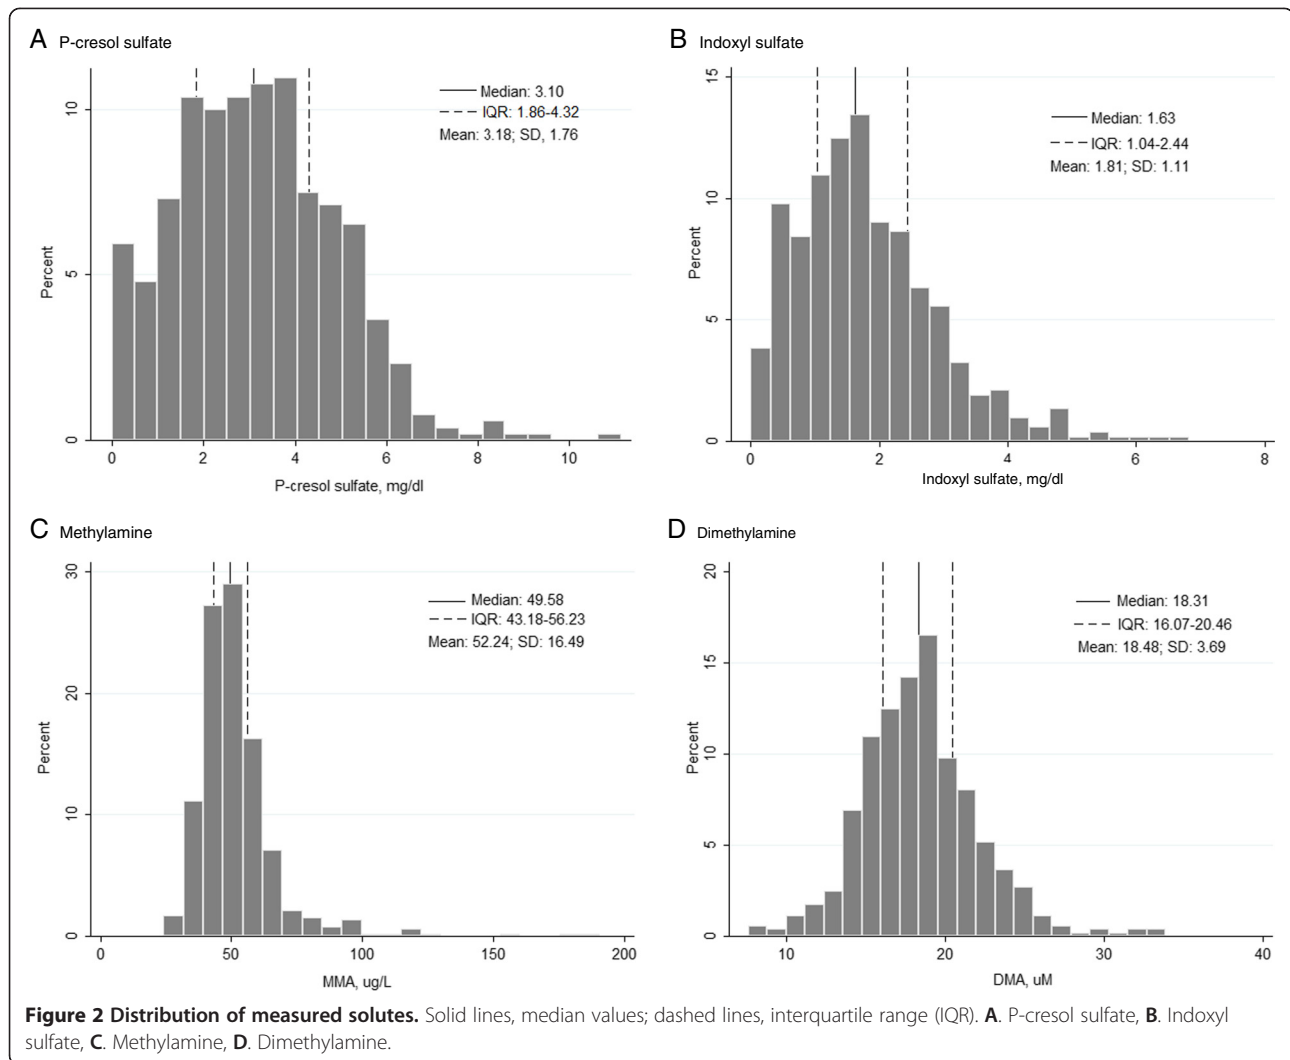 A P-cresol sulfate
Median: 3.10
IQR: 1.86-4.32
Mean: 3.18; SD, 1.76
Percent
10
5
0
0 2 4 6 8 10
P-cresol sulfate, mg/dl
B Indoxyl sulfate
Median: 1.63
IQR: 1.04-2.44
Mean: 1.81; SD: 1.11
Percent
15
10
5
0
0 2 4 6 8
Indoxyl sulfate, mg/dl
C Methylamine
Median: 49.58
IQR: 43.18-56.23
Mean: 52.24; SD: 16.49
Percent
30
20
10
0
0 50 100 150 200
MMA, ug/L
D Dimethylamine
Median: 18.31
IQR: 16.07-20.46
Mean: 18.48; SD: 3.69
Percent
20
15
10
5
0
10 20 30 40
DMA, uM
Figure 2 Distribution of measured solutes. Solid lines, median values; dashed lines, interquartile range (IQR). A. P-cresol sulfate, B. Indoxyl
sulfate, C. Methylamine, D. Dimethylamine.